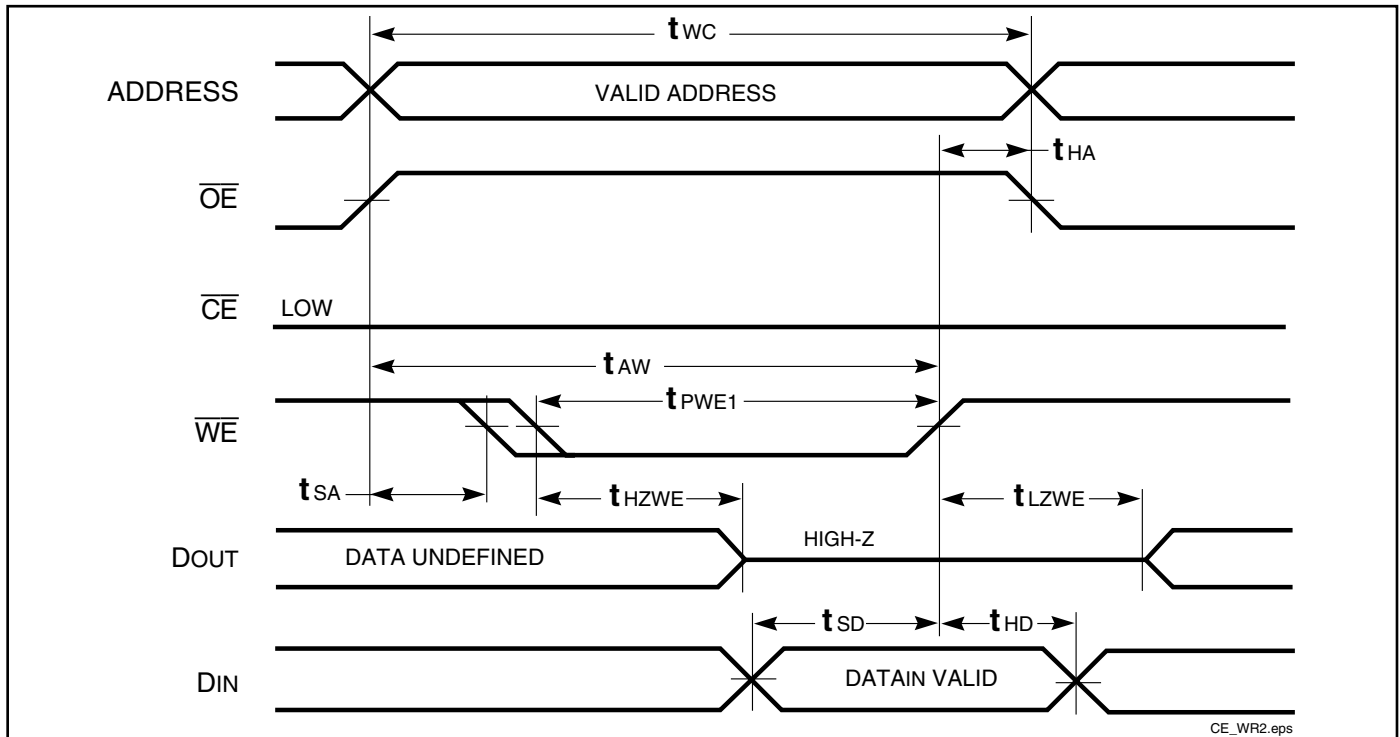 tWC
ADDRESS VALID ADDRESS
tHA
OE
CE LOW
tAW
WE tPWE1
tSA tHZWE tLZWE
DOUT DATA UNDEFINED HIGH-Z
tSD tHD
DIN DATAIN VALID
CE_WR2.eps